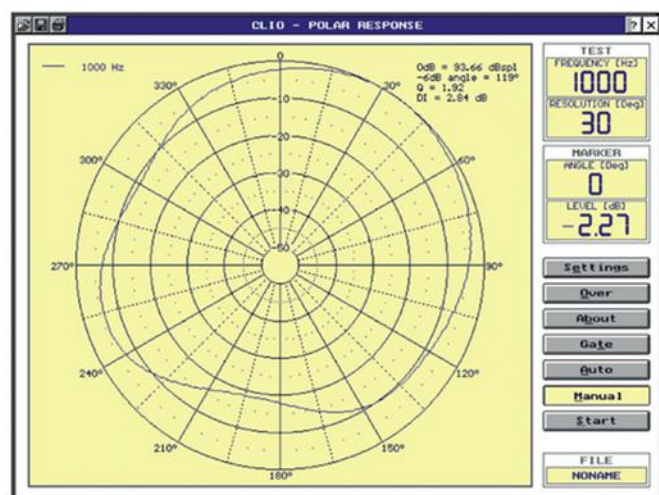 CLIO - POLAR RESPONSE
? ×
1000 Hz
0dB = 93.66 dBspl
-6dB angle = 119°
Q = 1.92
DI = 2.84 dB
0
30°
60°
90°
120°
150°
180°
210°
240°
270°
300°
330°
-10
-20
-30
-40
-50
TEST
FREQUENCY [Hz]
1000
RESOLUTION [Deg]
30
MARKER
ANGLE [Deg]
0
LEVEL [dB]
-2.27
Settings
Over
About
Gate
Auto
Manual
Start
FILE
NONAME